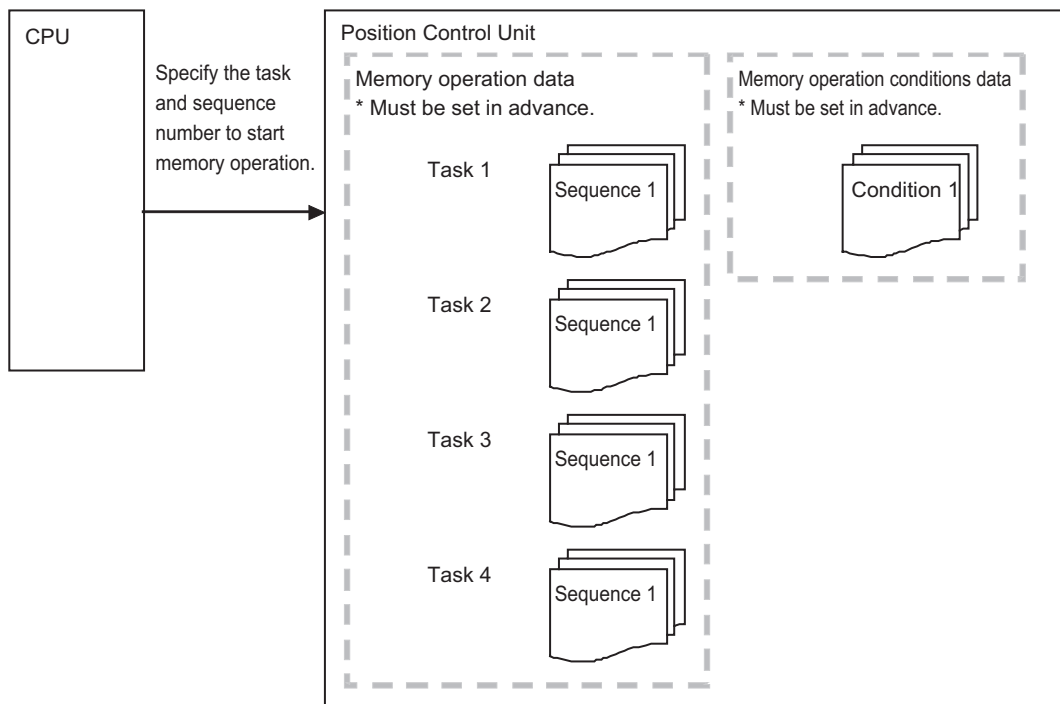 CPU
Specify the task
and sequence
number to start
memory operation.
Position Control Unit
Memory operation data
* Must be set in advance.
Task 1
Sequence 1
Task 2
Sequence 1
Task 3
Sequence 1
Task 4
Sequence 1
Memory operation conditions data
* Must be set in advance.
Condition 1